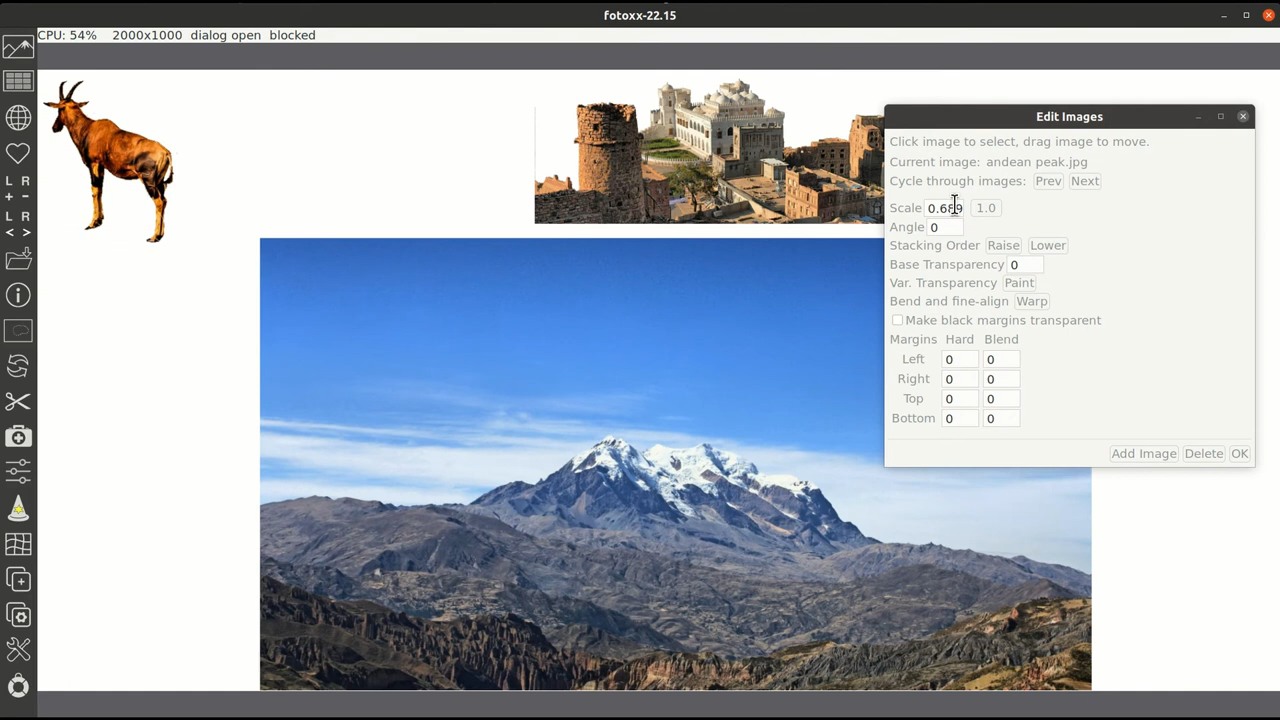 fotoxx-22.15
CPU: 54% 2000x1000 dialog open blocked
L R
+ -
L R
< >
Edit Images
Click image to select, drag image to move.
Current image: andean peak.jpg
Cycle through images: Prev Next
Scale 0.689 1.0
Angle 0
Stacking Order Raise Lower
Base Transparency 0
Var. Transparency Paint
Bend and fine-align Warp
Make black margins transparent
Margins Hard Blend
Left 0 0
Right 0 0
Top 0 0
Bottom 0 0
Add Image Delete OK